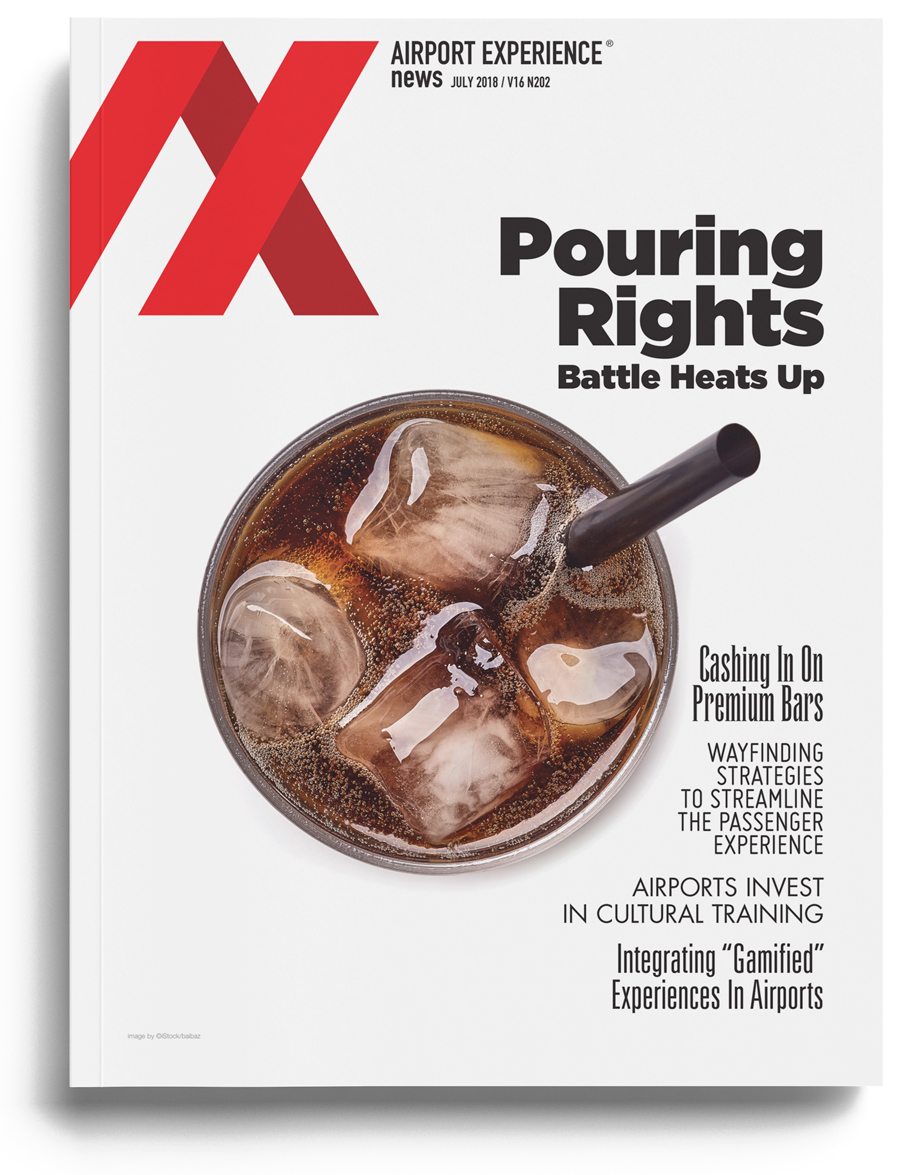 AIRPORT EXPERIENCE®
news JULY 2018 / V16 N202
Pouring
Rights
Battle Heats Up
Cashing In On
Premium Bars
WAYFINDING
STRATEGIES
TO STREAMLINE
THE PASSENGER
EXPERIENCE
AIRPORTS INVEST
IN CULTURAL TRAINING
Integrating “Gamified”
Experiences In Airports
image by ©iStock/baibaz